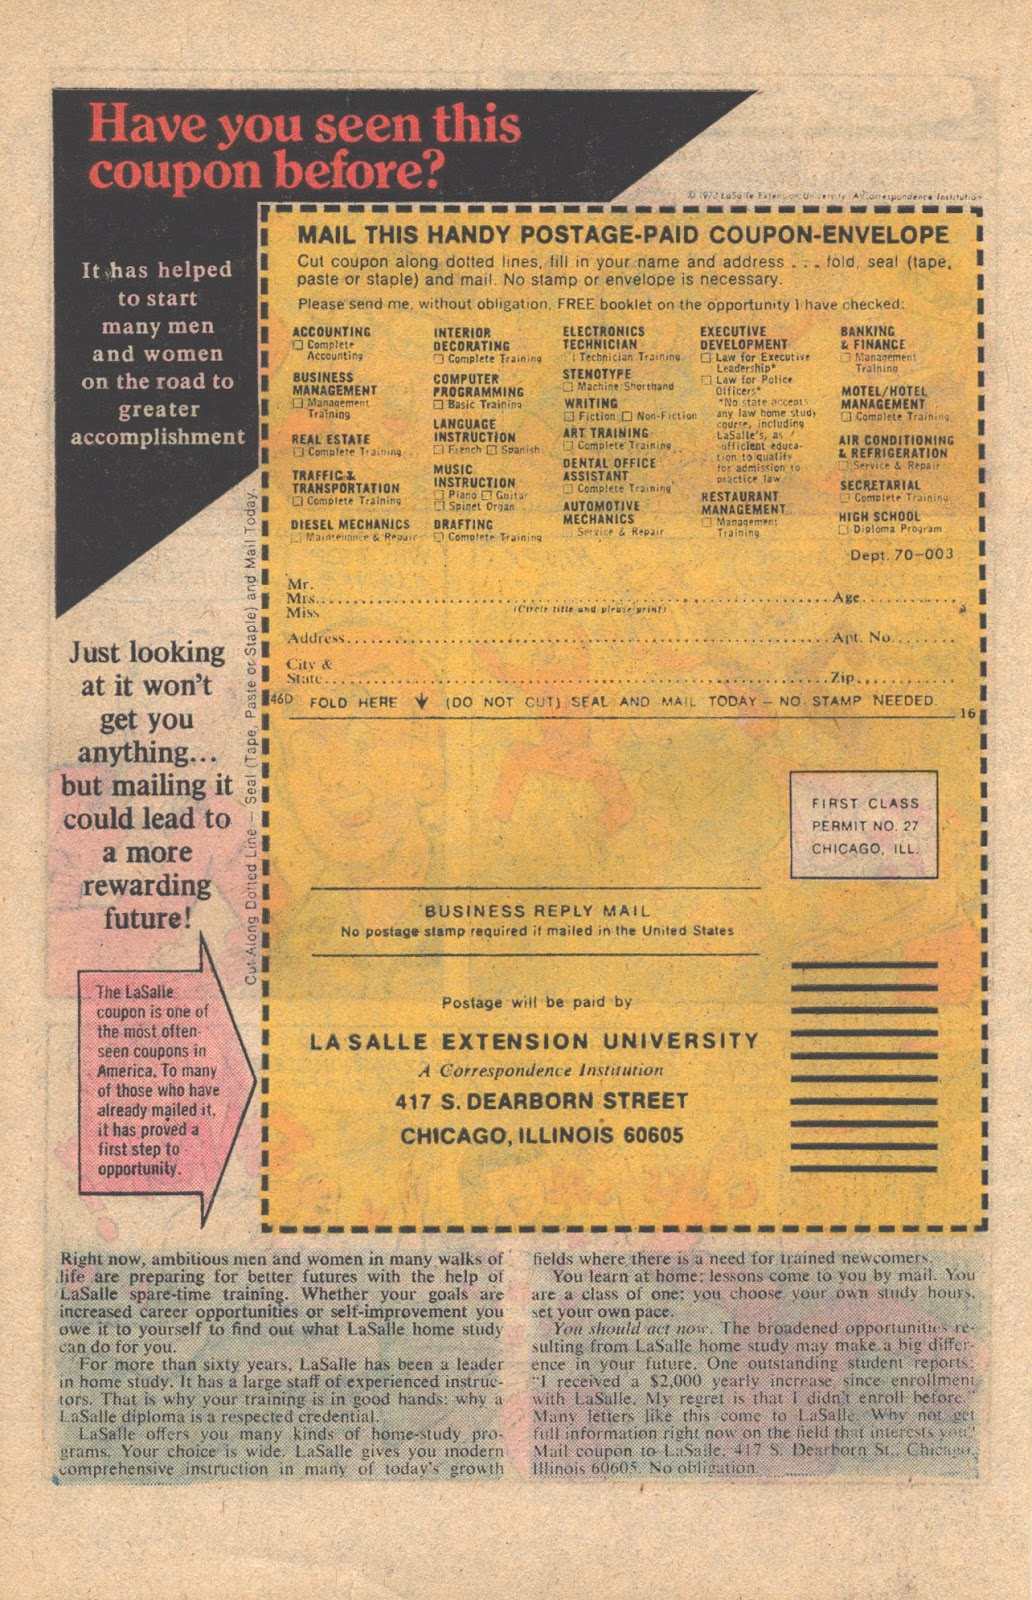 Have you seen this
coupon before?
It has helped
to start
many men
and women
on the road to
greater
accomplishment
Just looking
at it won't
get you
anything...
but mailing it
could lead to
a more
rewarding
future!
The LaSalle
coupon is one of
the most often-
seen coupons in
America. To many
of those who have
already mailed it,
it has proved a
first step to
opportunity.
Cut Along Dotted Line — Seal (Tape, Paste or Staple) and Mail Today.
LaSalle Extension University A Correspondence Institution
MAIL THIS HANDY POSTAGE-PAID COUPON-ENVELOPE
Cut coupon along dotted lines, fill in your name and address . . . fold, seal (tape,
paste or staple) and mail. No stamp or envelope is necessary.
Please send me, without obligation, FREE booklet on the opportunity I have checked:
ACCOUNTING
☐ Complete
Accounting
BUSINESS
MANAGEMENT
☐ Management
Training
REAL ESTATE
☐ Complete Training
TRAFFIC &
TRANSPORTATION
☐ Complete Training
DIESEL MECHANICS
☐ Maintenance & Repair
INTERIOR
DECORATING
☐ Complete Training
COMPUTER
PROGRAMMING
☐ Basic Training
LANGUAGE
INSTRUCTION
☐ French ☐ Spanish
MUSIC
INSTRUCTION
☐ Piano ☐ Guitar
☐ Spinet Organ
DRAFTING
☐ Complete Training
ELECTRONICS
TECHNICIAN
☐ Technician Training
STENOTYPE
☐ Machine Shorthand
WRITING
☐ Fiction ☐ Non-Fiction
ART TRAINING
☐ Complete Training
DENTAL OFFICE
ASSISTANT
☐ Complete Training
AUTOMOTIVE
MECHANICS
☐ Service & Repair
EXECUTIVE
DEVELOPMENT
☐ Law for Executive
Leadership*
☐ Law for Police
Officers*
*No state accepts
any law home study
course, including
LaSalle's, as
sufficient educa-
tion to qualify
for admission to
practice law.
RESTAURANT
MANAGEMENT
☐ Management
Training
BANKING
& FINANCE
☐ Management
Training
MOTEL/HOTEL
MANAGEMENT
☐ Complete Training
AIR CONDITIONING
& REFRIGERATION
☐ Service & Repair
SECRETARIAL
☐ Complete Training
HIGH SCHOOL
☐ Diploma Program
Dept. 70-003
Mr.
Mrs. Age
Miss (Circle title and please print)
Address Apt. No.
City &
State Zip
46D FOLD HERE ↓ (DO NOT CUT) SEAL AND MAIL TODAY — NO STAMP NEEDED.
16
FIRST CLASS
PERMIT NO. 27
CHICAGO, ILL.
BUSINESS REPLY MAIL
No postage stamp required if mailed in the United States
Postage will be paid by
LA SALLE EXTENSION UNIVERSITY
A Correspondence Institution
417 S. DEARBORN STREET
CHICAGO, ILLINOIS 60605
Right now, ambitious men and women in many walks of
life are preparing for better futures with the help of
LaSalle spare-time training. Whether your goals are
increased career opportunities or self-improvement you
owe it to yourself to find out what LaSalle home study
can do for you.
For more than sixty years, LaSalle has been a leader
in home study. It has a large staff of experienced instruc-
tors. That is why your training is in good hands; why a
LaSalle diploma is a respected credential.
LaSalle offers you many kinds of home-study pro-
grams. Your choice is wide. LaSalle gives you modern
comprehensive instruction in many of today's growth
fields where there is a need for trained newcomers.
You learn at home; lessons come to you by mail. You
are a class of one; you choose your own study hours,
set your own pace.
You should act now. The broadened opportunities re-
sulting from LaSalle home study may make a big differ-
ence in your future. One outstanding student reports:
"I received a $2,000 yearly increase since enrollment
with LaSalle. My regret is that I didn't enroll before."
Many letters like this come to LaSalle. Why not get
full information right now on the field that interests you?
Mail coupon to LaSalle, 417 S. Dearborn St., Chicago,
Illinois 60605. No obligation.